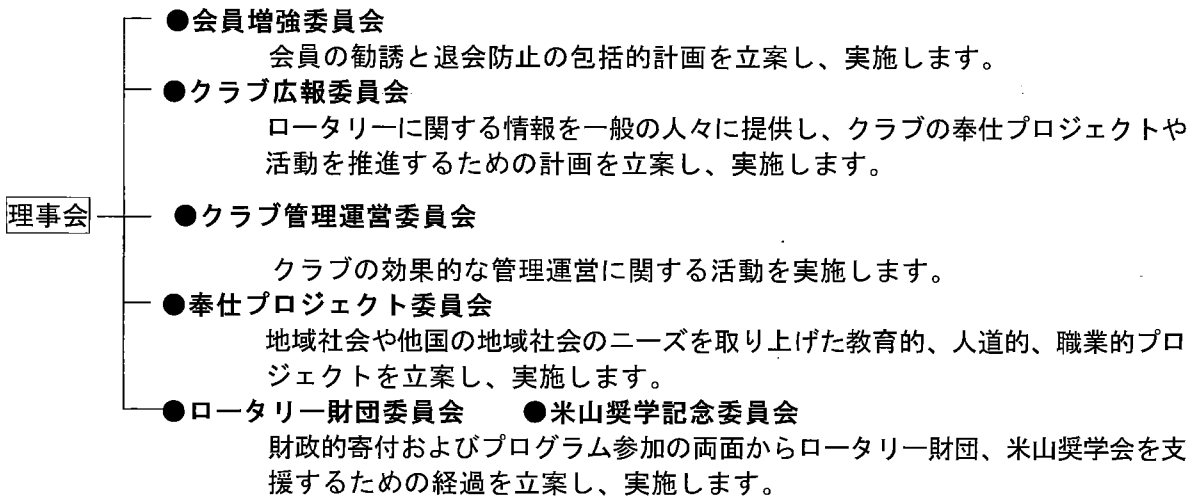 ●会員増強委員会
会員の勧誘と退会防止の包括的計画を立案し、実施します。
●クラブ広報委員会
ロータリーに関する情報を一般の人々に提供し、クラブの奉仕プロジェクトや
活動を推進するための計画を立案し、実施します。
理事会
●クラブ管理運営委員会
クラブの効果的な管理運営に関する活動を実施します。
●奉仕プロジェクト委員会
地域社会や他国の地域社会のニーズを取り上げた教育的、人道的、職業的プロ
ジェクトを立案し、実施します。
●ロータリー財団委員会 ●米山奨学記念委員会
財政的寄付およびプログラム参加の両面からロータリー財団、米山奨学会を支
援するための経過を立案し、実施します。